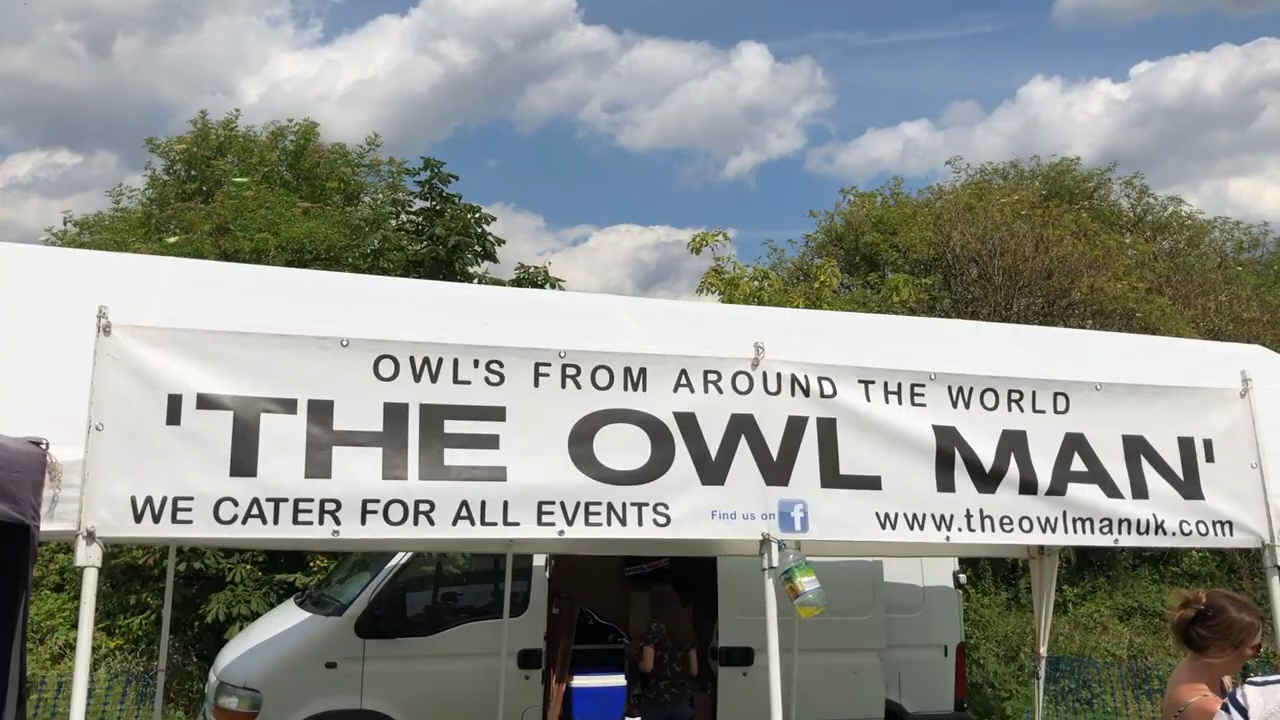 OWL'S FROM AROUND THE WORLD
'THE OWL MAN'
WE CATER FOR ALL EVENTS Find us on f www.theowlmanuk.com